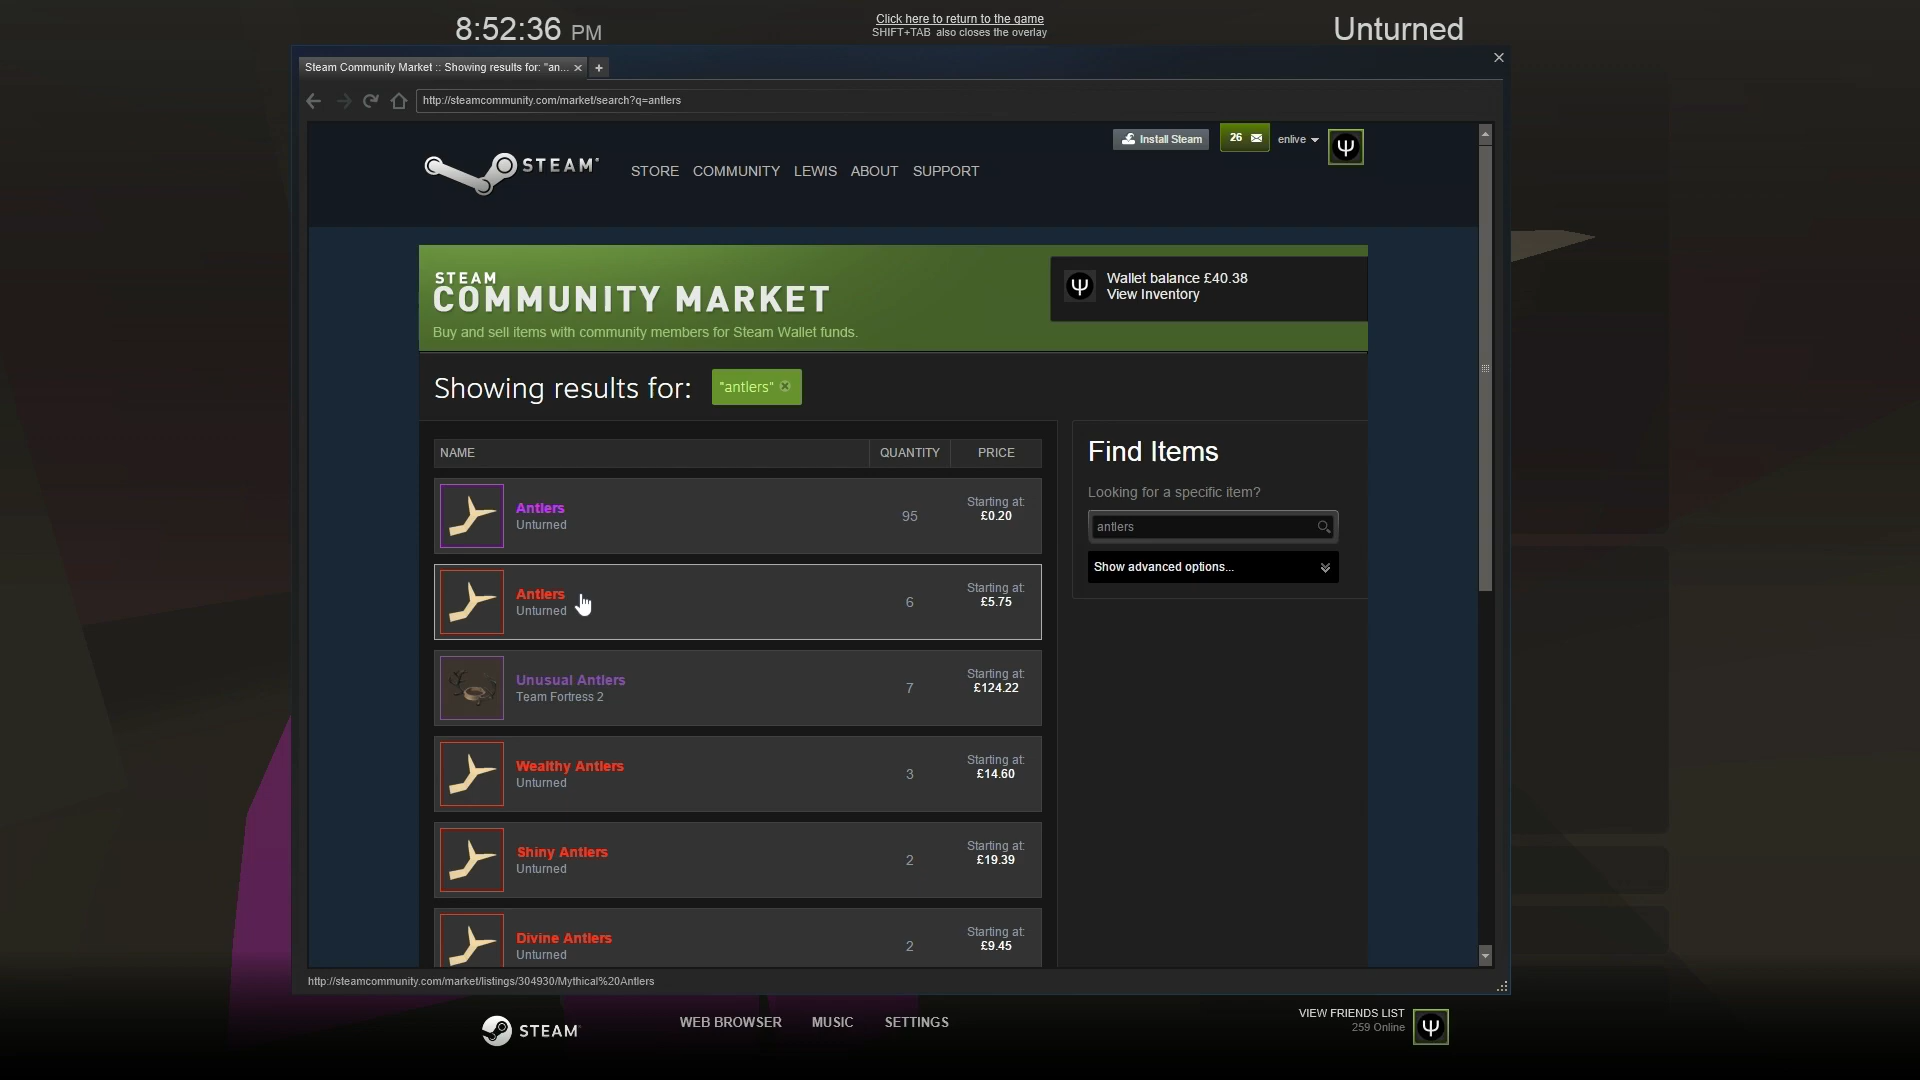 8:52:36 PM
Click here to return to the game
SHIFT+TAB also closes the overlay
Unturned
Steam Community Market :: Showing results for: "an...
http://steamcommunity.com/market/search?q=antlers
Install Steam
26
enlive
STEAM
STORE COMMUNITY LEWIS ABOUT SUPPORT
STEAM
COMMUNITY MARKET
Buy and sell items with community members for Steam Wallet funds.
Wallet balance £40.38
View Inventory
Showing results for: "antlers"
NAME QUANTITY PRICE
Antlers
Unturned
95
Starting at:
£0.20
Antlers
Unturned
6
Starting at:
£5.75
Unusual Antlers
Team Fortress 2
7
Starting at:
£124.22
Wealthy Antlers
Unturned
3
Starting at:
£14.60
Shiny Antlers
Unturned
2
Starting at:
£19.39
Divine Antlers
Unturned
2
Starting at:
£9.45
Find Items
Looking for a specific item?
antlers
Show advanced options...
http://steamcommunity.com/market/listings/304930/Mythical%20Antlers
STEAM
WEB BROWSER MUSIC SETTINGS
VIEW FRIENDS LIST
259 Online